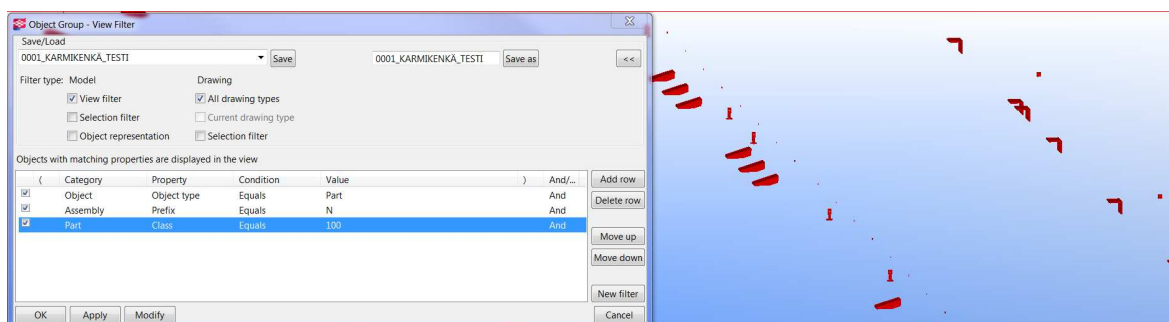 Object Group - View Filter
Save/Load
0001_KARMIKENKÄ_TESTI Save 0001_KARMIKENKÄ_TESTI Save as <<
Filter type: Model Drawing
View filter All drawing types
Selection filter Current drawing type
Object representation Selection filter
Objects with matching properties are displayed in the view
( Category Property Condition Value ) And/... Add row
Object Object type Equals Part And
Delete row
Assembly Prefix Equals N And
Part Class Equals 100 And
Move up
Move down
New filter
OK Apply Modify Cancel